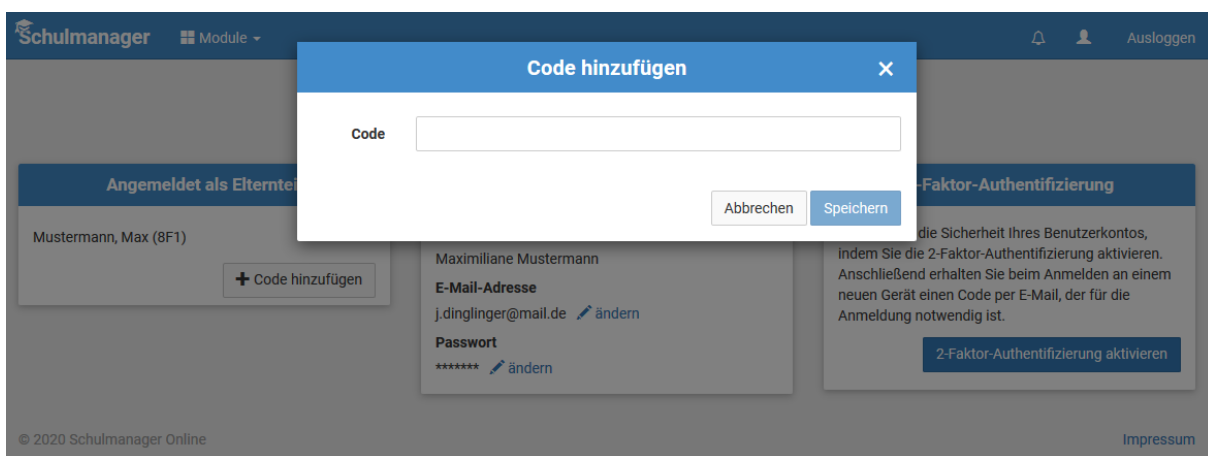 Schulmanager Module Ausloggen
Code hinzufügen ×
Code
Abbrechen Speichern
Angemeldet als Elterntei
Mustermann, Max (8F1)
Code hinzufügen
Maximiliane Mustermann
E-Mail-Adresse
j.dinglinger@mail.de ändern
Passwort
******* ändern
-Faktor-Authentifizierung
die Sicherheit Ihres Benutzerkontos,
indem Sie die 2-Faktor-Authentifizierung aktivieren.
Anschließend erhalten Sie beim Anmelden an einem
neuen Gerät einen Code per E-Mail, der für die
Anmeldung notwendig ist.
2-Faktor-Authentifizierung aktivieren
© 2020 Schulmanager Online Impressum